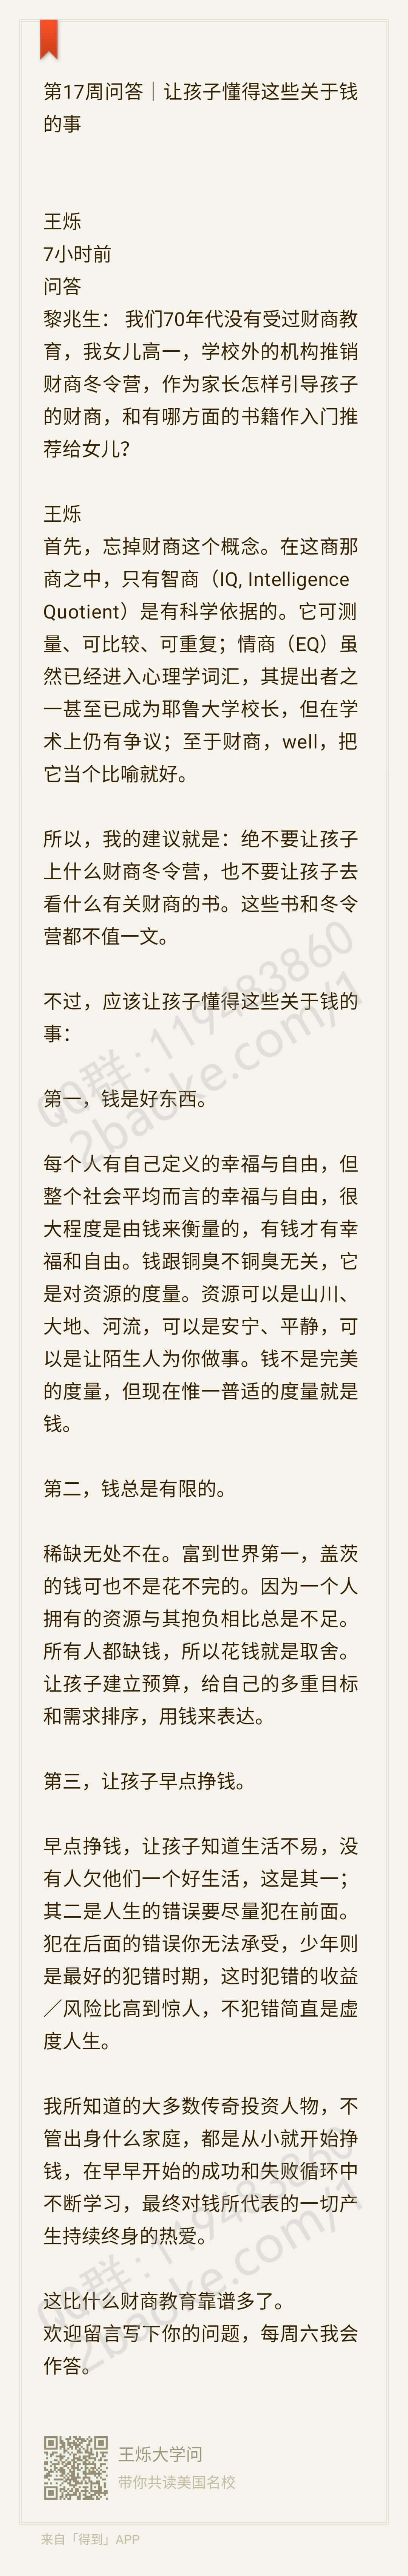 第17周问答｜让孩子懂得这些关于钱
的事
王烁
7小时前
问答
黎兆生： 我们70年代没有受过财商教
育，我女儿高一，学校外的机构推销
财商冬令营，作为家长怎样引导孩子
的财商，和有哪方面的书籍作入门推
荐给女儿？
王烁
首先，忘掉财商这个概念。在这商那
商之中，只有智商（IQ, Intelligence
Quotient）是有科学依据的。它可测
量、可比较、可重复；情商（EQ）虽
然已经进入心理学词汇，其提出者之
一甚至已成为耶鲁大学校长，但在学
术上仍有争议；至于财商，well，把
它当个比喻就好。
所以，我的建议就是：绝不要让孩子
上什么财商冬令营，也不要让孩子去
看什么有关财商的书。这些书和冬令
营都不值一文。
不过，应该让孩子懂得这些关于钱的
事：
第一，钱是好东西。
每个人有自己定义的幸福与自由，但
整个社会平均而言的幸福与自由，很
大程度是由钱来衡量的，有钱才有幸
福和自由。钱跟铜臭不铜臭无关，它
是对资源的度量。资源可以是山川、
大地、河流，可以是安宁、平静，可
以是让陌生人为你做事。钱不是完美
的度量，但现在惟一普适的度量就是
钱。
第二，钱总是有限的。
稀缺无处不在。富到世界第一，盖茨
的钱可也不是花不完的。因为一个人
拥有的资源与其抱负相比总是不足。
所有人都缺钱，所以花钱就是取舍。
让孩子建立预算，给自己的多重目标
和需求排序，用钱来表达。
第三，让孩子早点挣钱。
早点挣钱，让孩子知道生活不易，没
有人欠他们一个好生活，这是其一；
其二是人生的错误要尽量犯在前面。
犯在后面的错误你无法承受，少年则
是最好的犯错时期，这时犯错的收益
／风险比高到惊人，不犯错简直是虚
度人生。
我所知道的大多数传奇投资人物，不
管出身什么家庭，都是从小就开始挣
钱，在早早开始的成功和失败循环中
不断学习，最终对钱所代表的一切产
生持续终身的热爱。
这比什么财商教育靠谱多了。
欢迎留言写下你的问题，每周六我会
作答。
王烁大学问
带你共读美国名校
来自「得到」APP
QQ群:119483860
2baoke.com/1
QQ群:119483860
2baoke.com/1